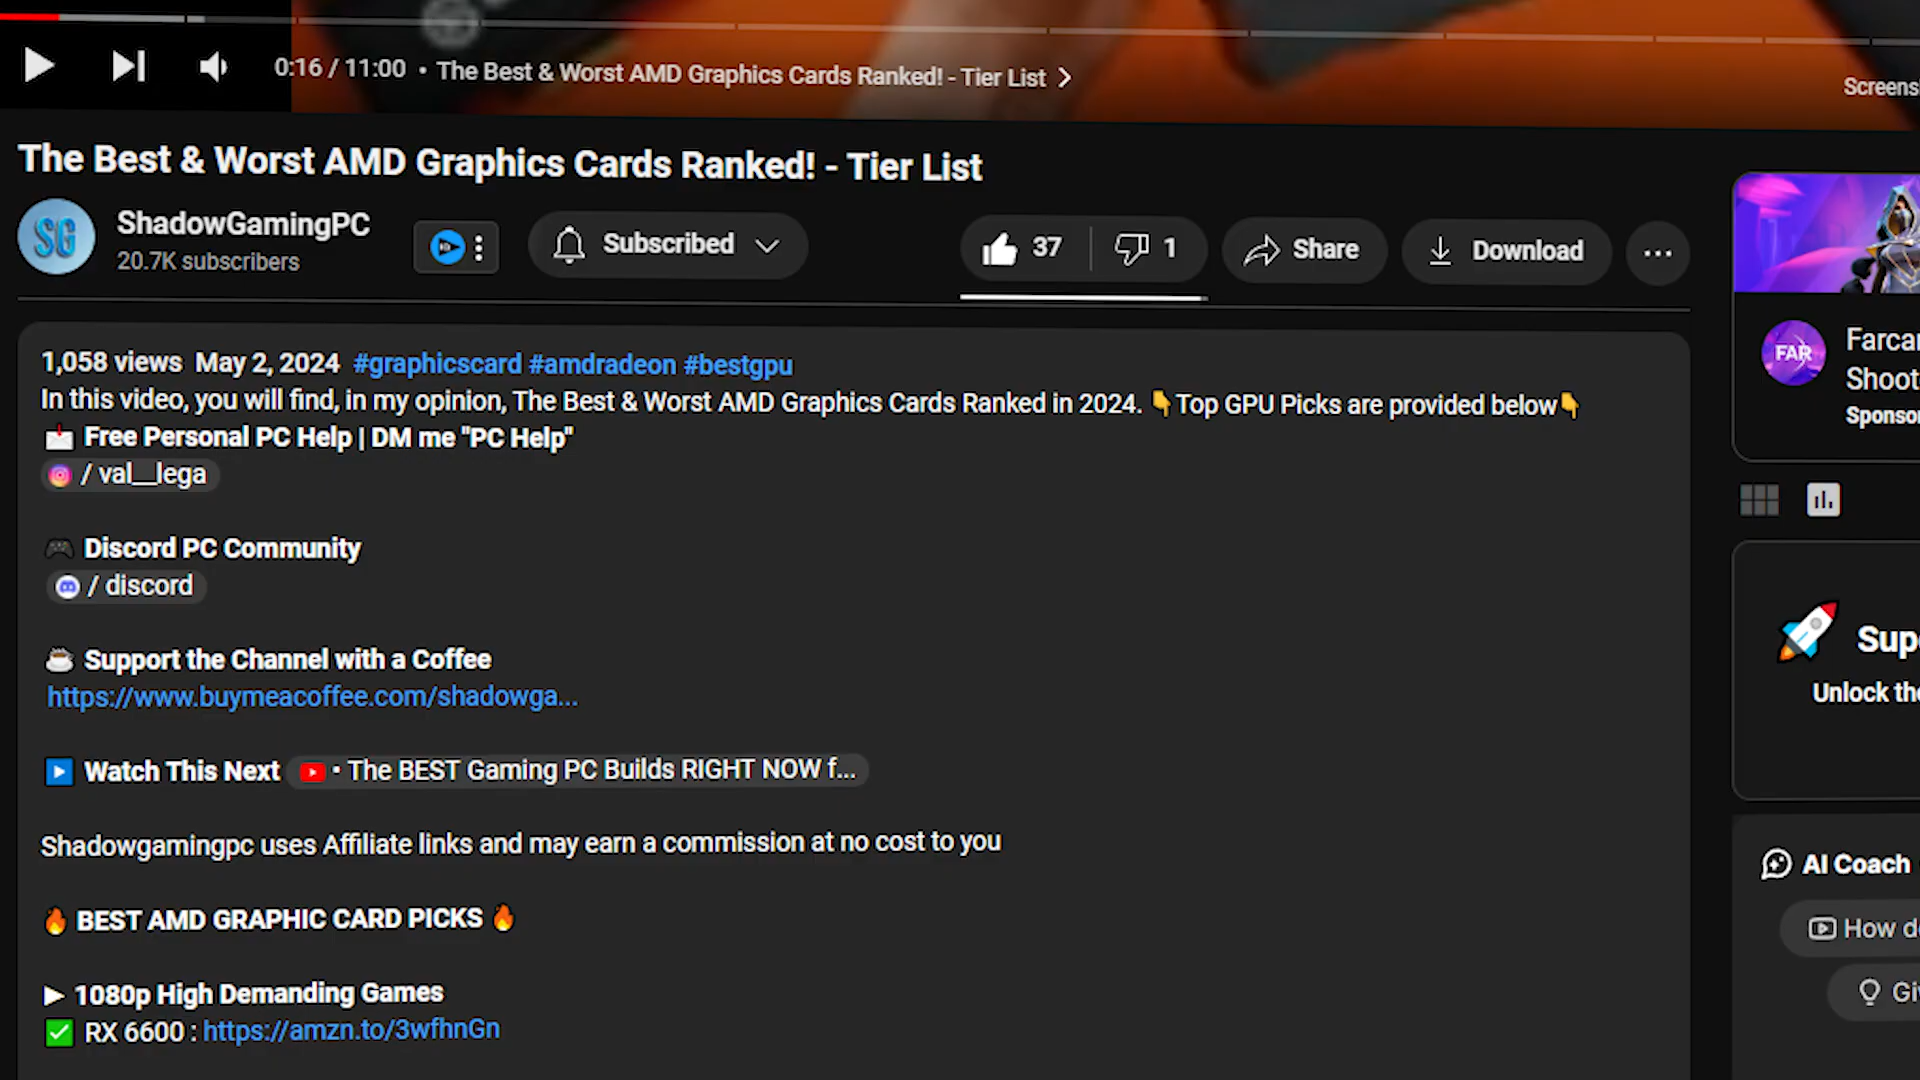 0:16 / 11:00 • The Best & Worst AMD Graphics Cards Ranked! - Tier List
The Best & Worst AMD Graphics Cards Ranked! - Tier List
SG
ShadowGamingPC
20.7K subscribers
Subscribed
37
1
Share
Download
1,058 views May 2, 2024 #graphicscard #amdradeon #bestgpu
In this video, you will find, in my opinion, The Best & Worst AMD Graphics Cards Ranked in 2024. 👇Top GPU Picks are provided below👇
📩 Free Personal PC Help | DM me "PC Help"
/ val__lega
🎮 Discord PC Community
/ discord
☕ Support the Channel with a Coffee
https://www.buymeacoffee.com/shadowga...
▶️ Watch This Next • The BEST Gaming PC Builds RIGHT NOW f...
Shadowgamingpc uses Affiliate links and may earn a commission at no cost to you
🔥 BEST AMD GRAPHIC CARD PICKS 🔥
► 1080p High Demanding Games
✅ RX 6600 : https://amzn.to/3wfhnGn
FAR
Unlock the
AI Coach
How d